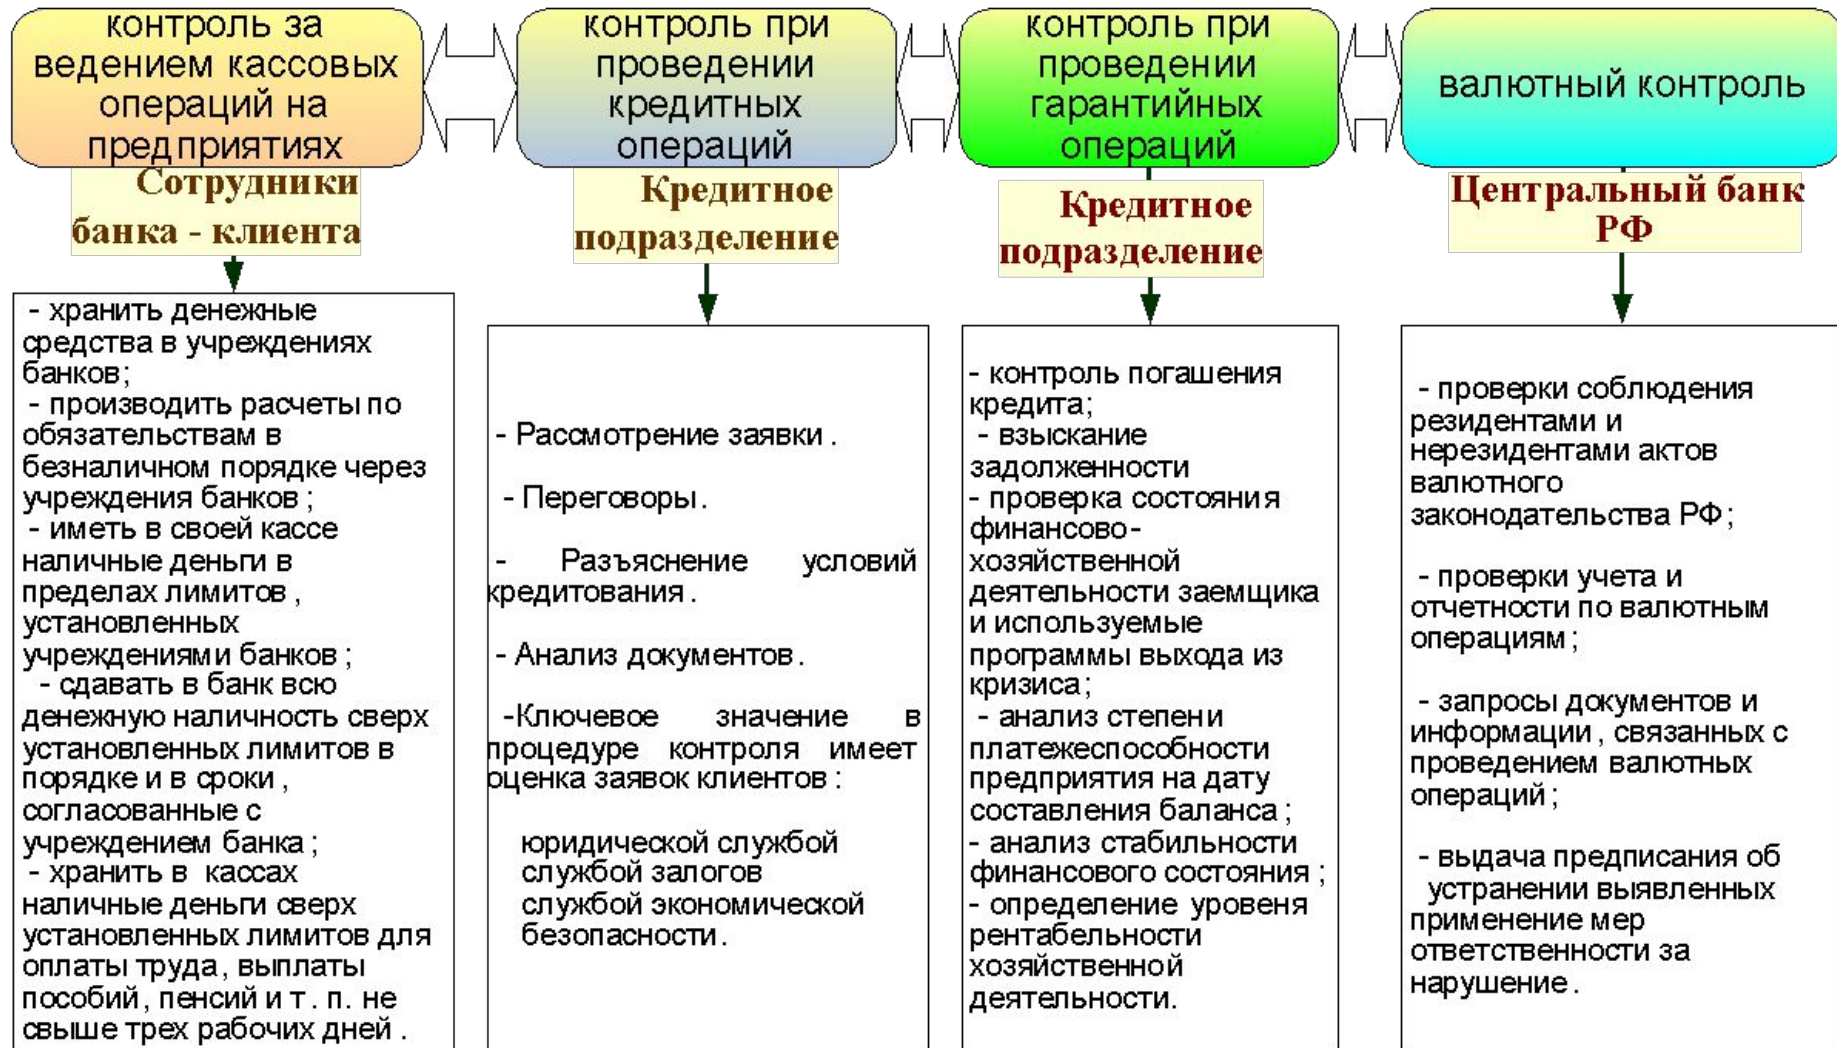 контроль за
ведением кассовых
операций на
предприятиях
Сотрудники
банка - клиента
- хранить денежные
средства в учреждениях
банков;
- производить расчеты по
обязательствам в
безналичном порядке через
учреждения банков ;
- иметь в своей кассе
наличные деньги в
пределах лимитов ,
установленных
учреждениями банков ;
- сдавать в банк всю
денежную наличность сверх
установленных лимитов в
порядке и в сроки ,
согласованные с
учреждением банка ;
- хранить в кассах
наличные деньги сверх
установленных лимитов для
оплаты труда , выплаты
пособий , пенсий и т . п. не
свыше трех рабочих дней .
контроль при
проведении
кредитных
операций
Кредитное
подразделение
- Рассмотрение заявки .
- Переговоры.
- Разъяснение условий
кредитования .
- Анализ документов.
-Ключевое значение в
процедуре контроля имеет
оценка заявок клиентов :
юридической службой
службой залогов
службой экономической
безопасности.
контроль при
проведении
гарантийных
операций
Кредитное
подразделение
- контроль погашения
кредита;
- взыскание
задолженности
- проверка состояния
финансово-
хозяйственной
деятельности заемщика
и используемые
программы выхода из
кризиса;
- анализ степени
платежеспособности
предприятия на дату
составления баланса ;
- анализ стабильности
финансового состояния ;
- определение уровеня
рентабельности
хозяйственной
деятельности.
валютный контроль
Центральный банк
РФ
- проверки соблюдения
резидентами и
нерезидентами актов
валютного
законодательства РФ;
- проверки учета и
отчетности по валютным
операциям ;
- запросы документов и
информации , связанных с
проведением валютных
операций ;
- выдача предписания об
устранении выявленных
применение мер
ответственности за
нарушение .